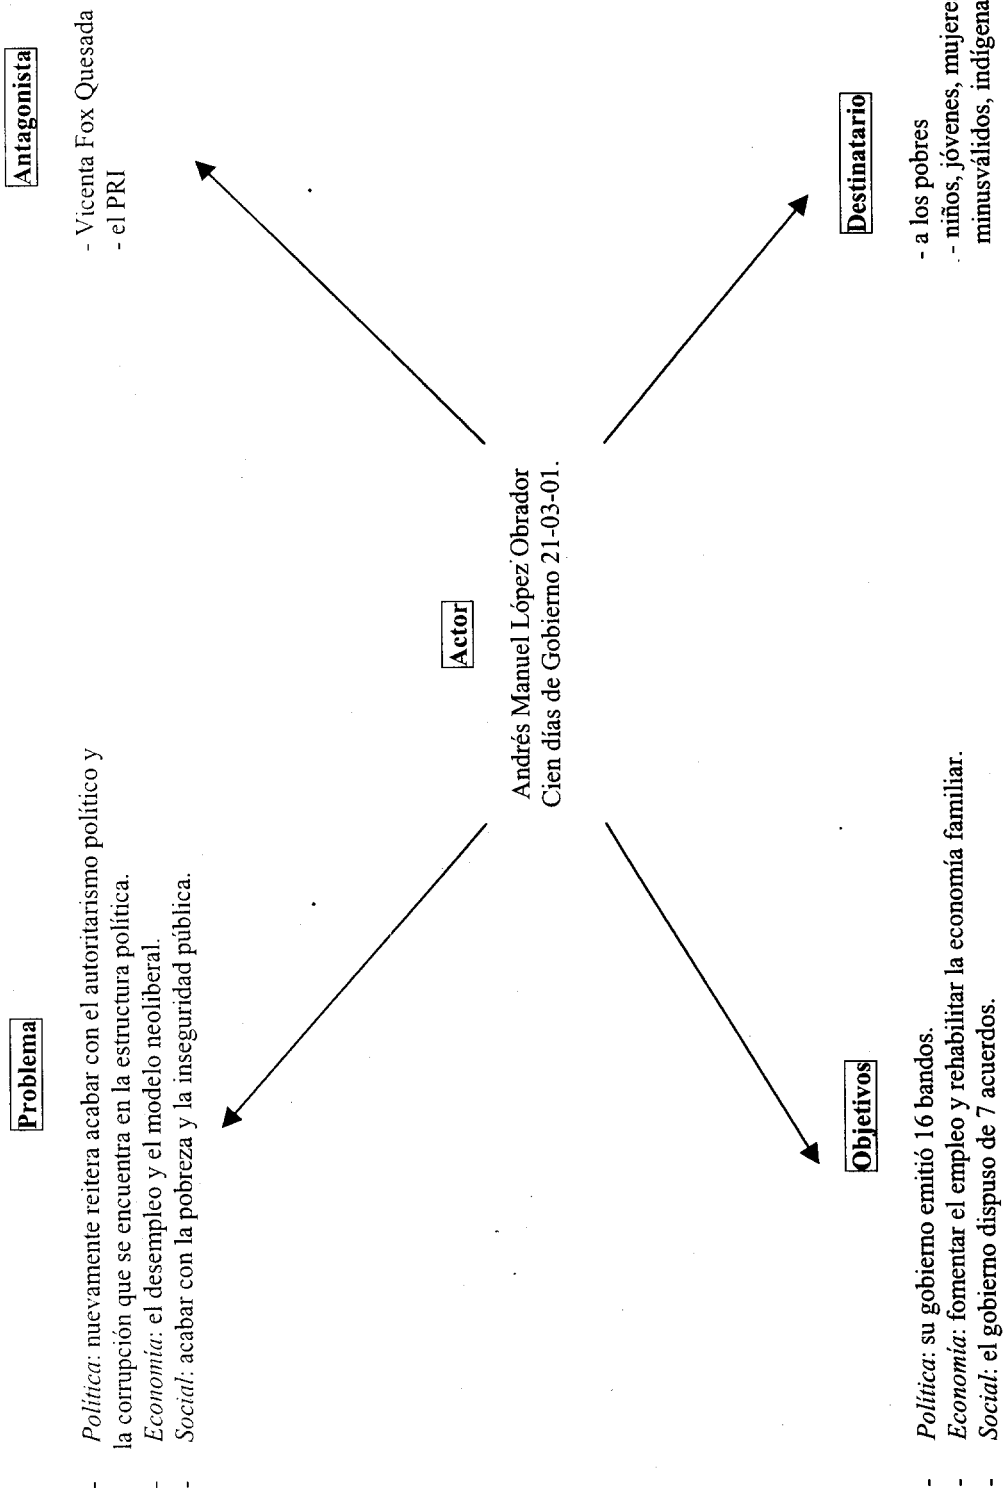 Problema
- Política: nuevamente reitera acabar con el autoritarismo político y
la corrupción que se encuentra en la estructura política.
- Economía: el desempleo y el modelo neoliberal.
- Social: acabar con la pobreza y la inseguridad pública.
Antagonista
- Vicenta Fox Quesada
- el PRI
Actor
Andrés Manuel López Obrador
Cien días de Gobierno 21-03-01.
Objetivos
- Política: su gobierno emitió 16 bandos.
- Economía: fomentar el empleo y rehabilitar la economía familiar.
- Social: el gobierno dispuso de 7 acuerdos.
Destinatario
- a los pobres
- niños, jóvenes, mujere
minusválidos, indígena